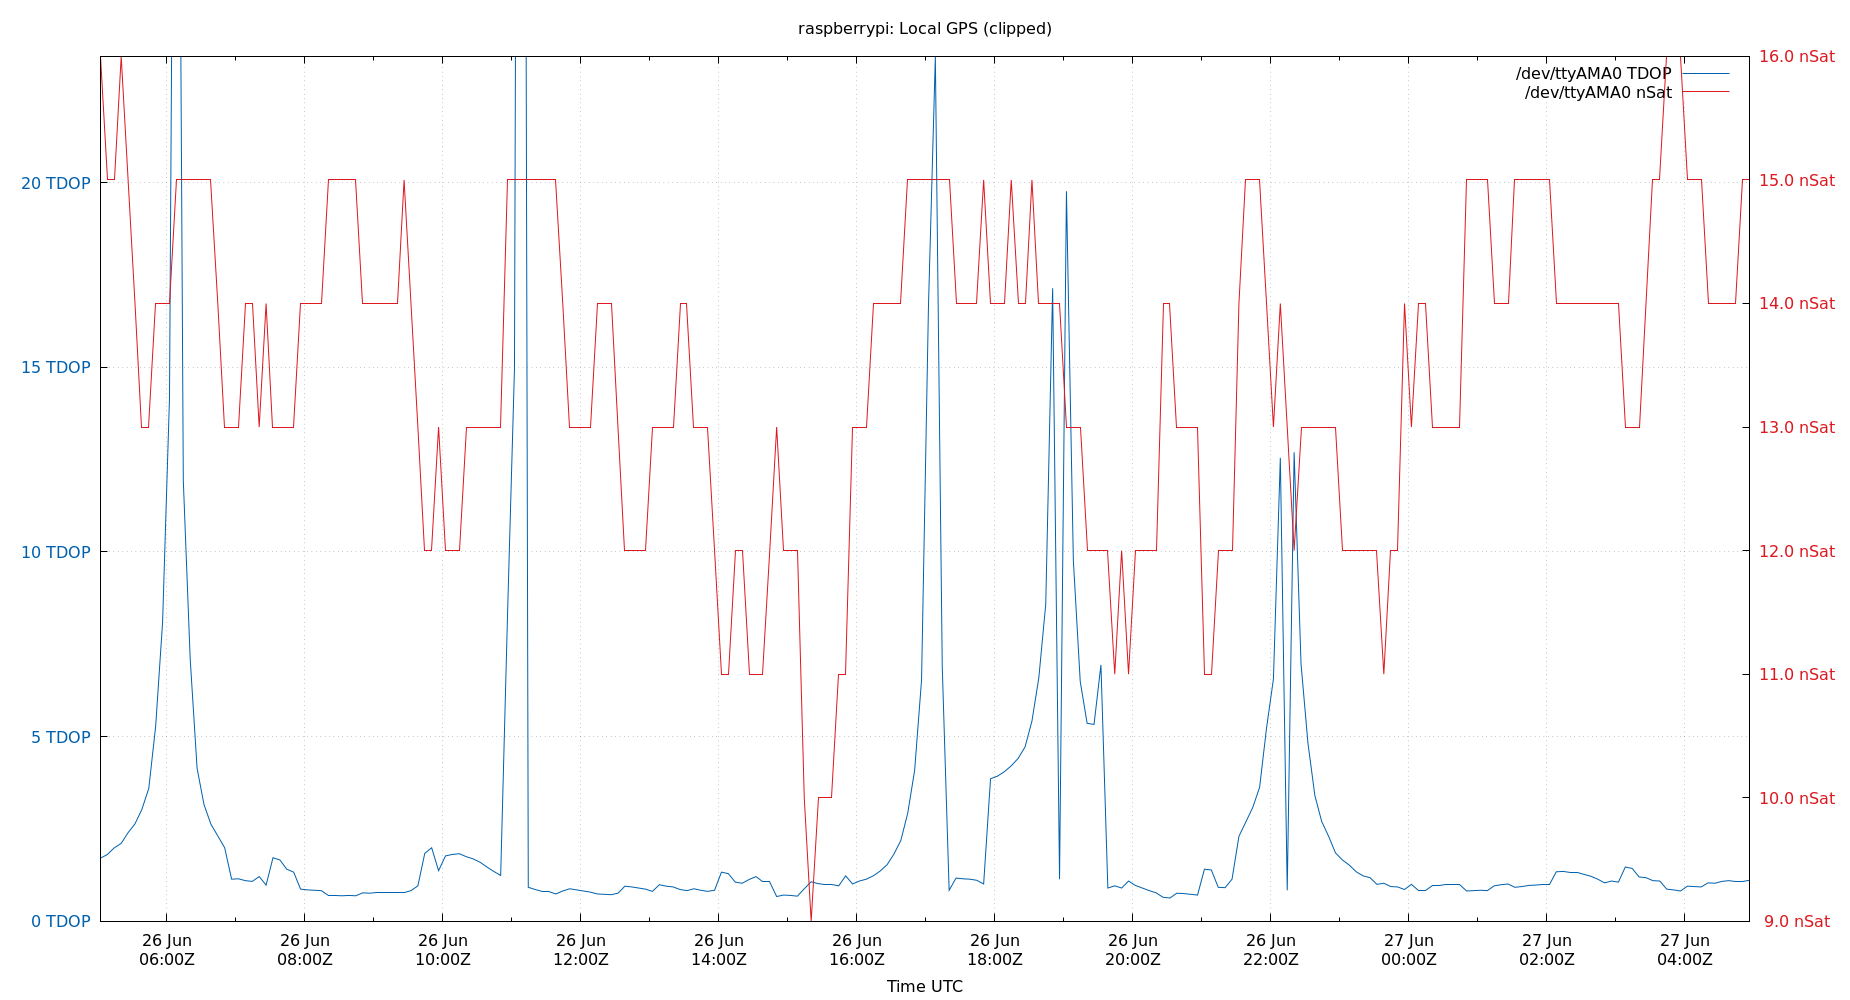 raspberrypi: Local GPS (clipped)
/dev/ttyAMA0 TDOP
/dev/ttyAMA0 nSat
20 TDOP
15 TDOP
10 TDOP
5 TDOP
0 TDOP
16.0 nSat
15.0 nSat
14.0 nSat
13.0 nSat
12.0 nSat
11.0 nSat
10.0 nSat
9.0 nSat
26 Jun 26 Jun 26 Jun 26 Jun 26 Jun 26 Jun 26 Jun 26 Jun 26 Jun 27 Jun 27 Jun 27 Jun
06:00Z 08:00Z 10:00Z 12:00Z 14:00Z 16:00Z 18:00Z 20:00Z 22:00Z 00:00Z 02:00Z 04:00Z
Time UTC